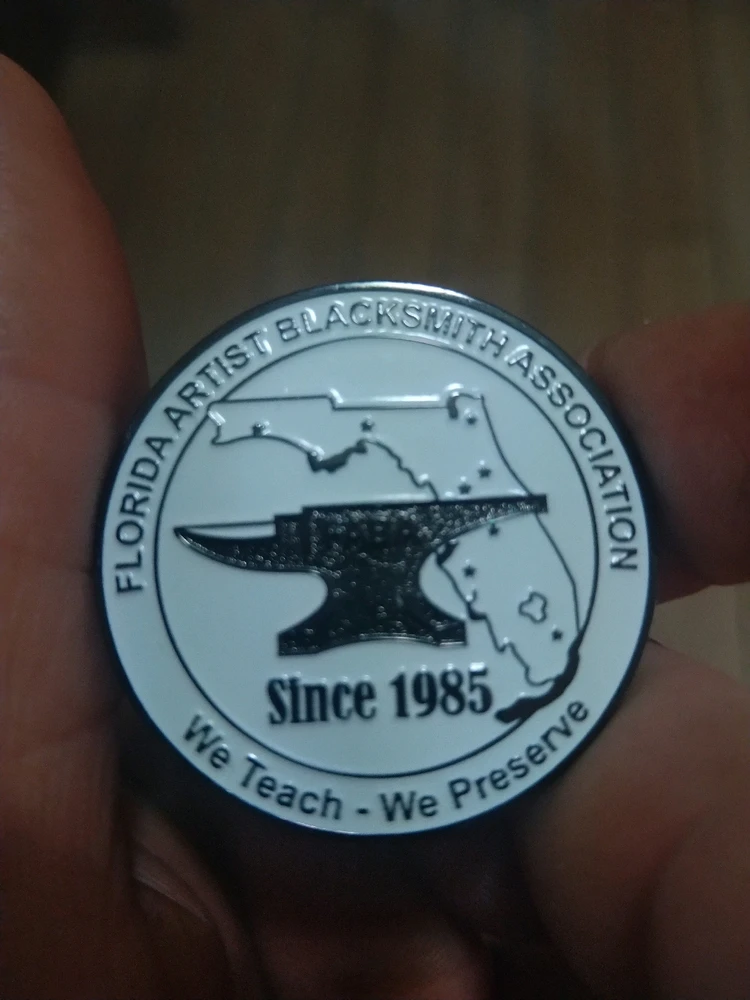 FLORIDA ARTIST BLACKSMITH ASSOCIATION
Since 1985
We Teach - We Preserve